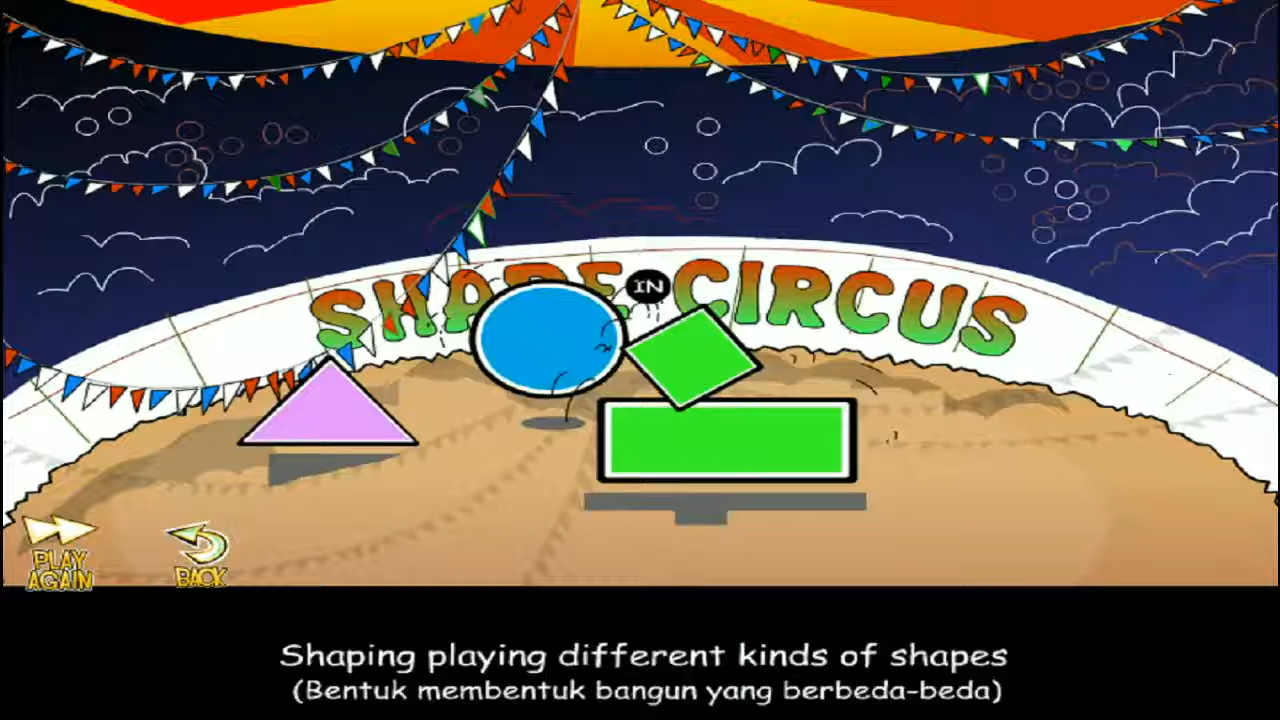 SHAPE IN CIRCUS
PLAY
AGAIN
BACK
Shaping playing different kinds of shapes
(Bentuk membentuk bangun yang berbeda-beda)